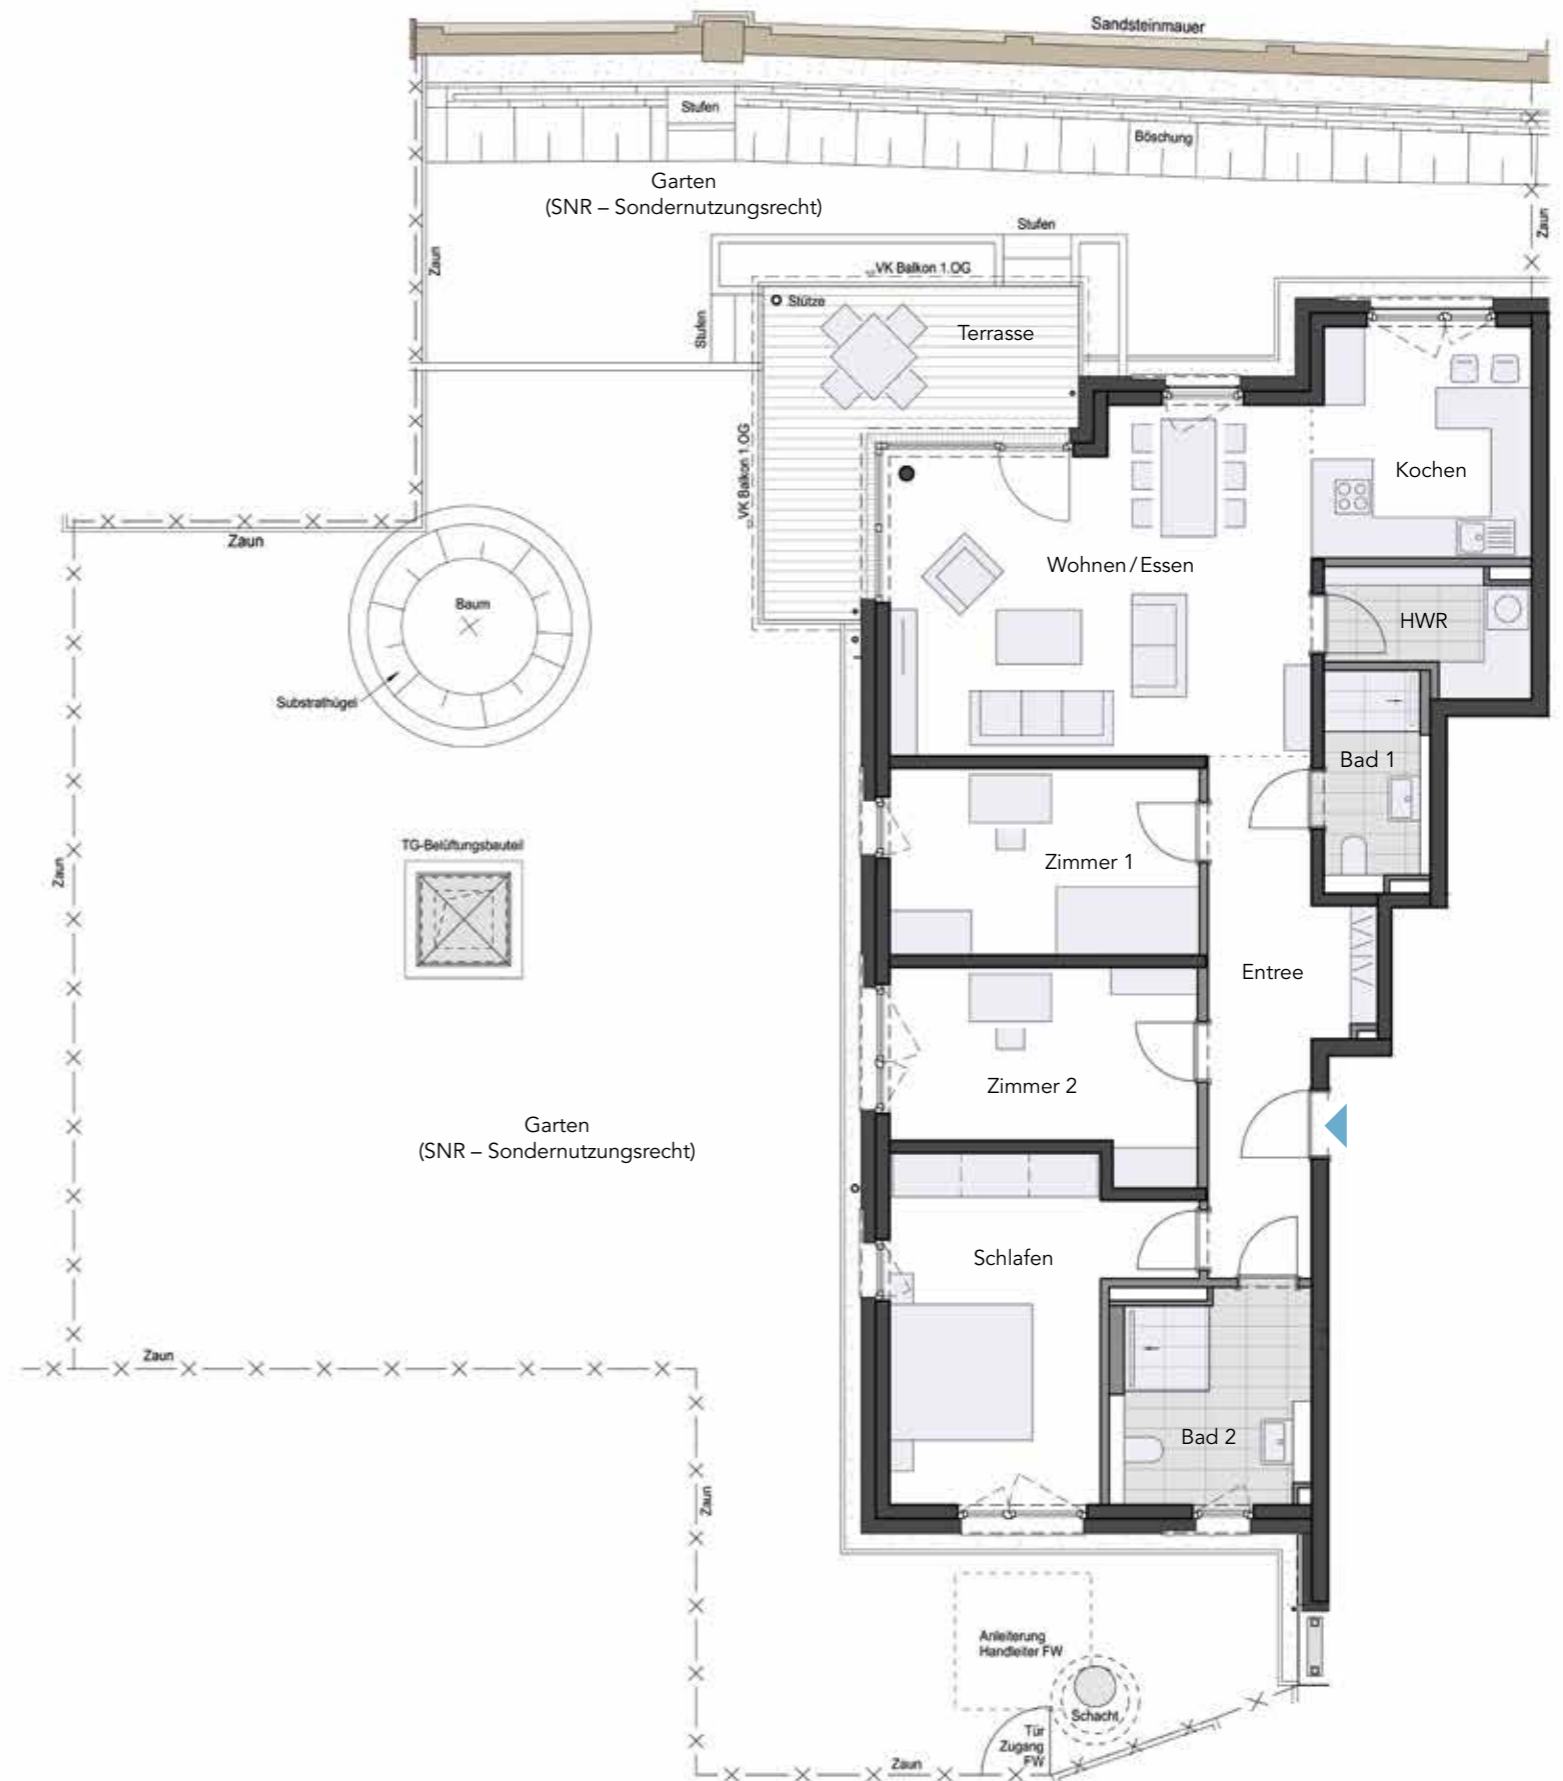 Sandsteinmauer
Stufen
Böschung
Garten
(SNR – Sondernutzungsrecht)
Zaun
Zaun
Stufen
VK Balkon 1.OG
Stütze
Stufen
Terrasse
VK Balkon 1.OG
Kochen
Zaun
Wohnen / Essen
Baum
HWR
Substrathügel
Bad 1
TG-Belüftungsbauteil
Zimmer 1
Zaun
Entree
Zimmer 2
Garten
(SNR – Sondernutzungsrecht)
Schlafen
Zaun
Bad 2
Zaun
Anleiterung
Handleiter FW
Schacht
Tür
Zugang
FW
Zaun